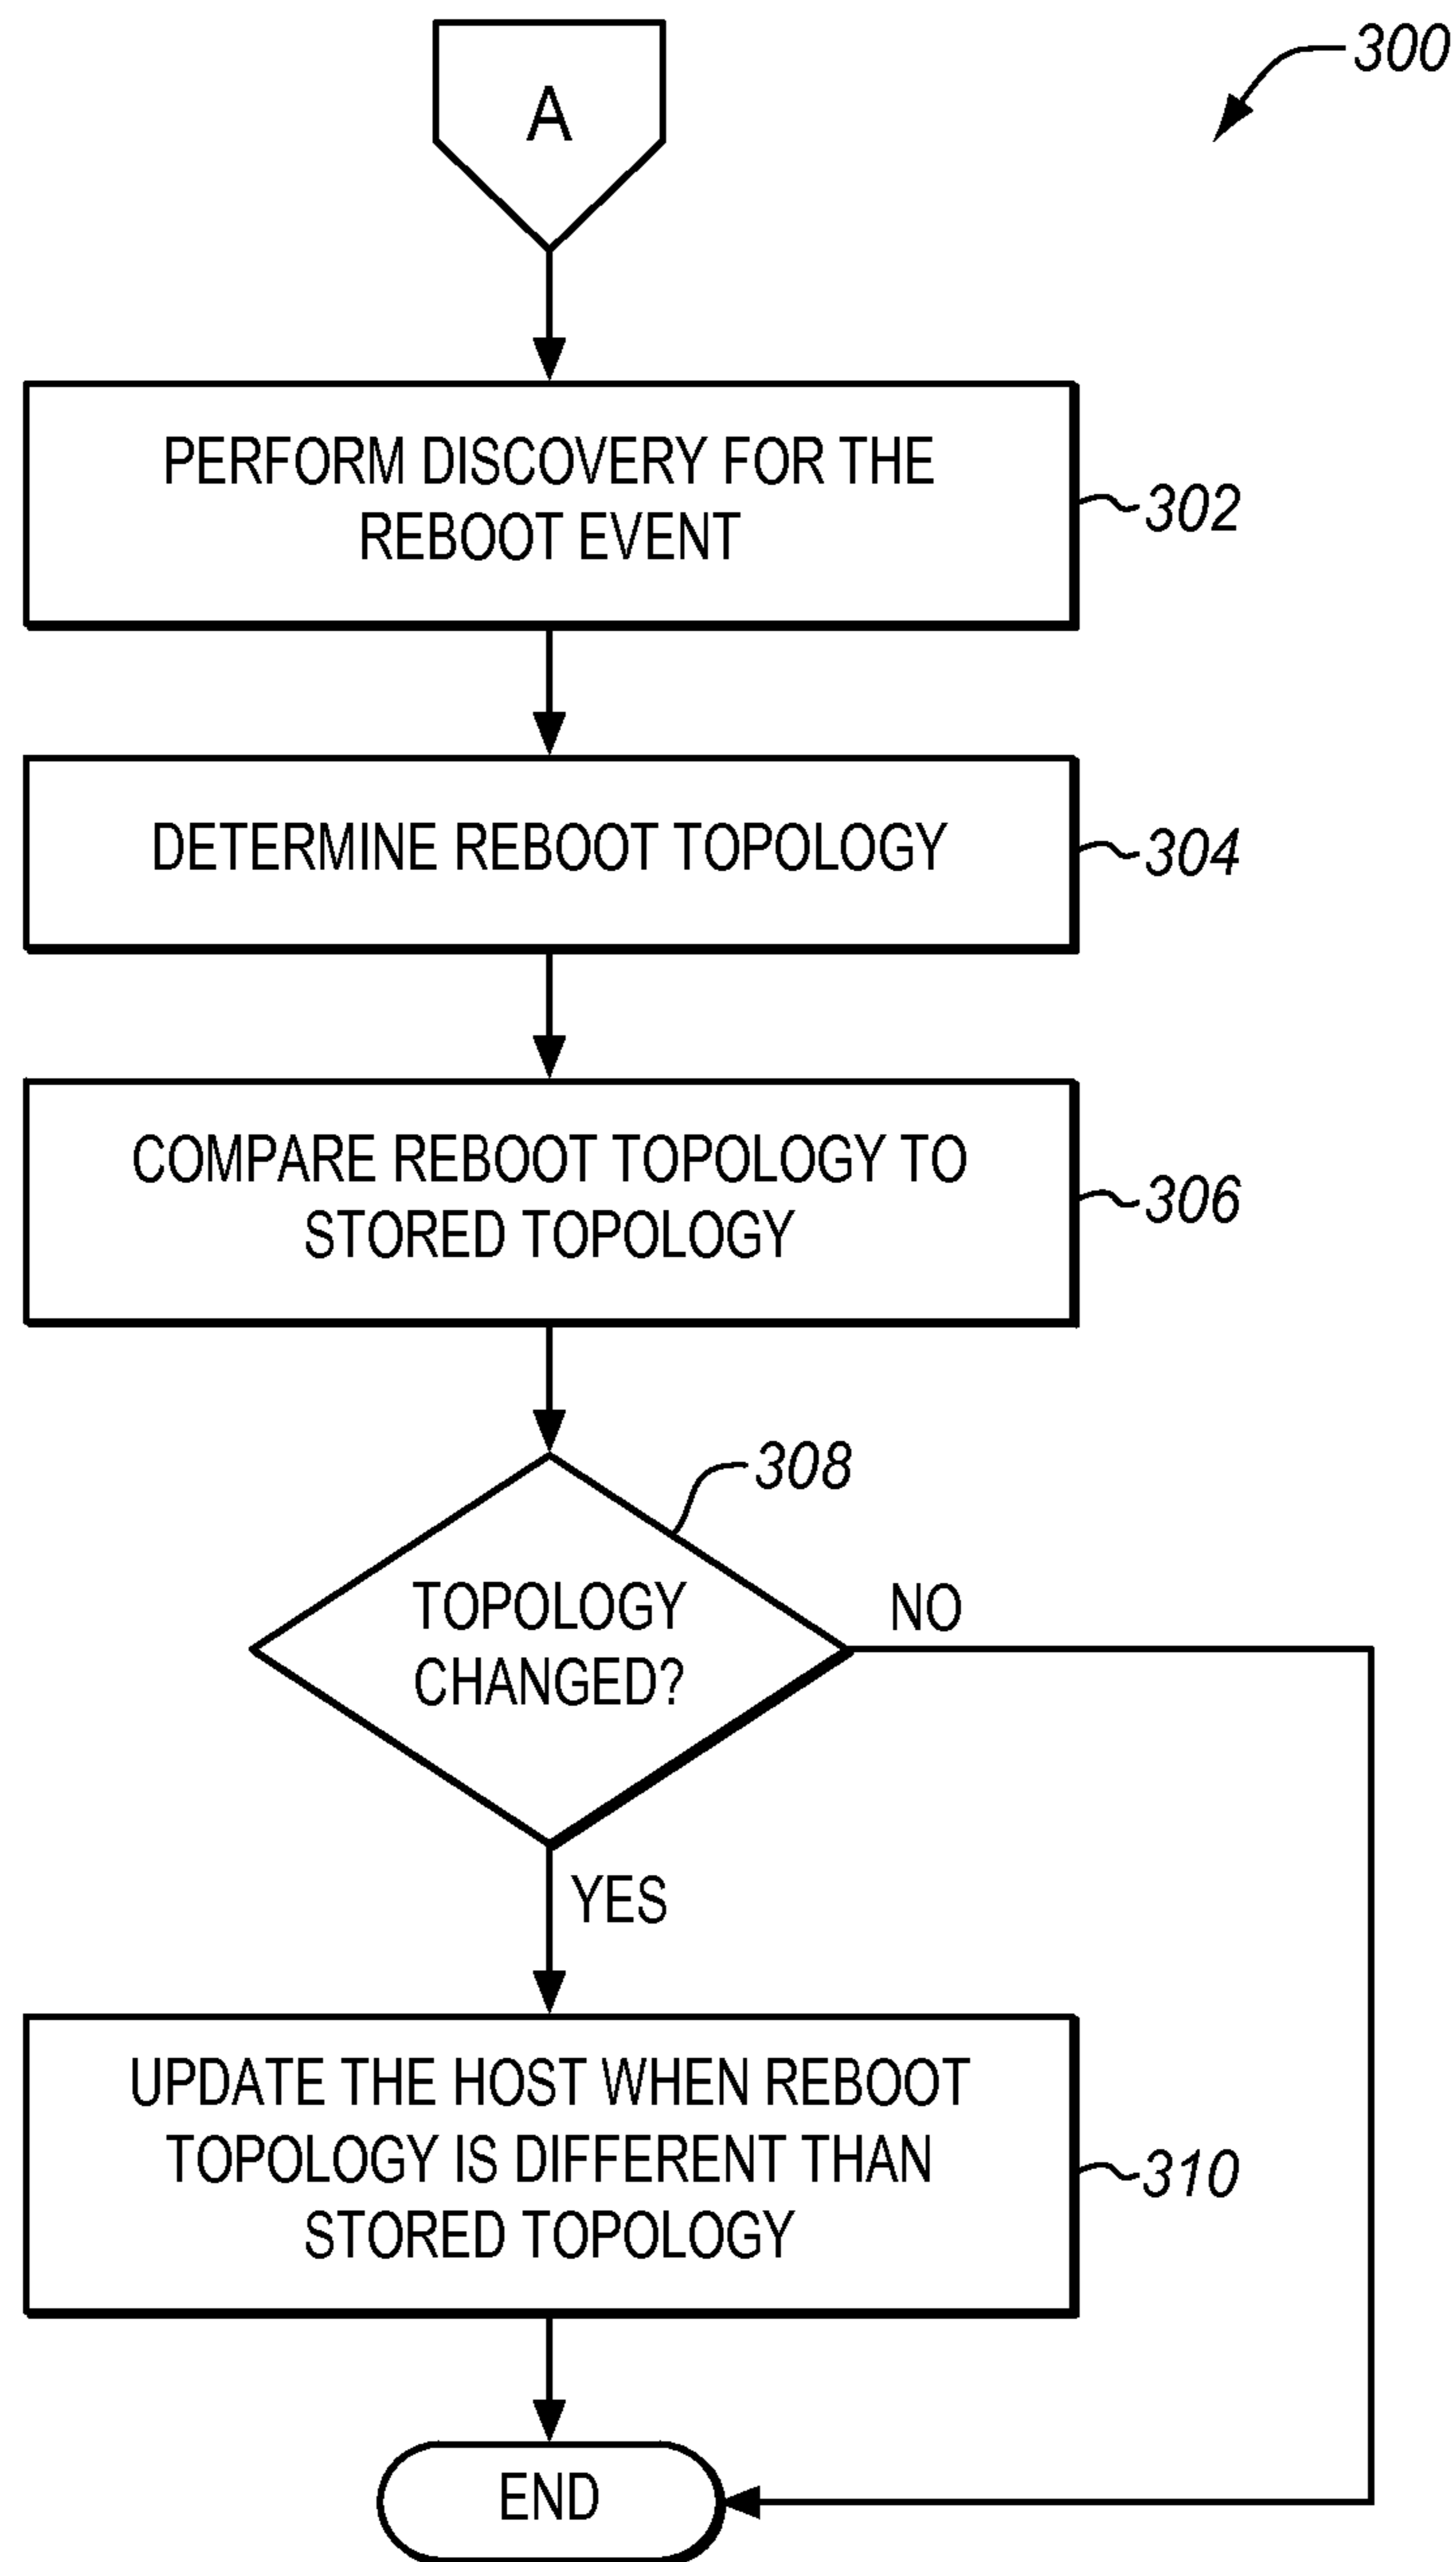 300
A
PERFORM DISCOVERY FOR THE
REBOOT EVENT
302
DETERMINE REBOOT TOPOLOGY
304
COMPARE REBOOT TOPOLOGY TO
STORED TOPOLOGY
306
308
TOPOLOGY
CHANGED?
NO
YES
UPDATE THE HOST WHEN REBOOT
TOPOLOGY IS DIFFERENT THAN
STORED TOPOLOGY
310
END